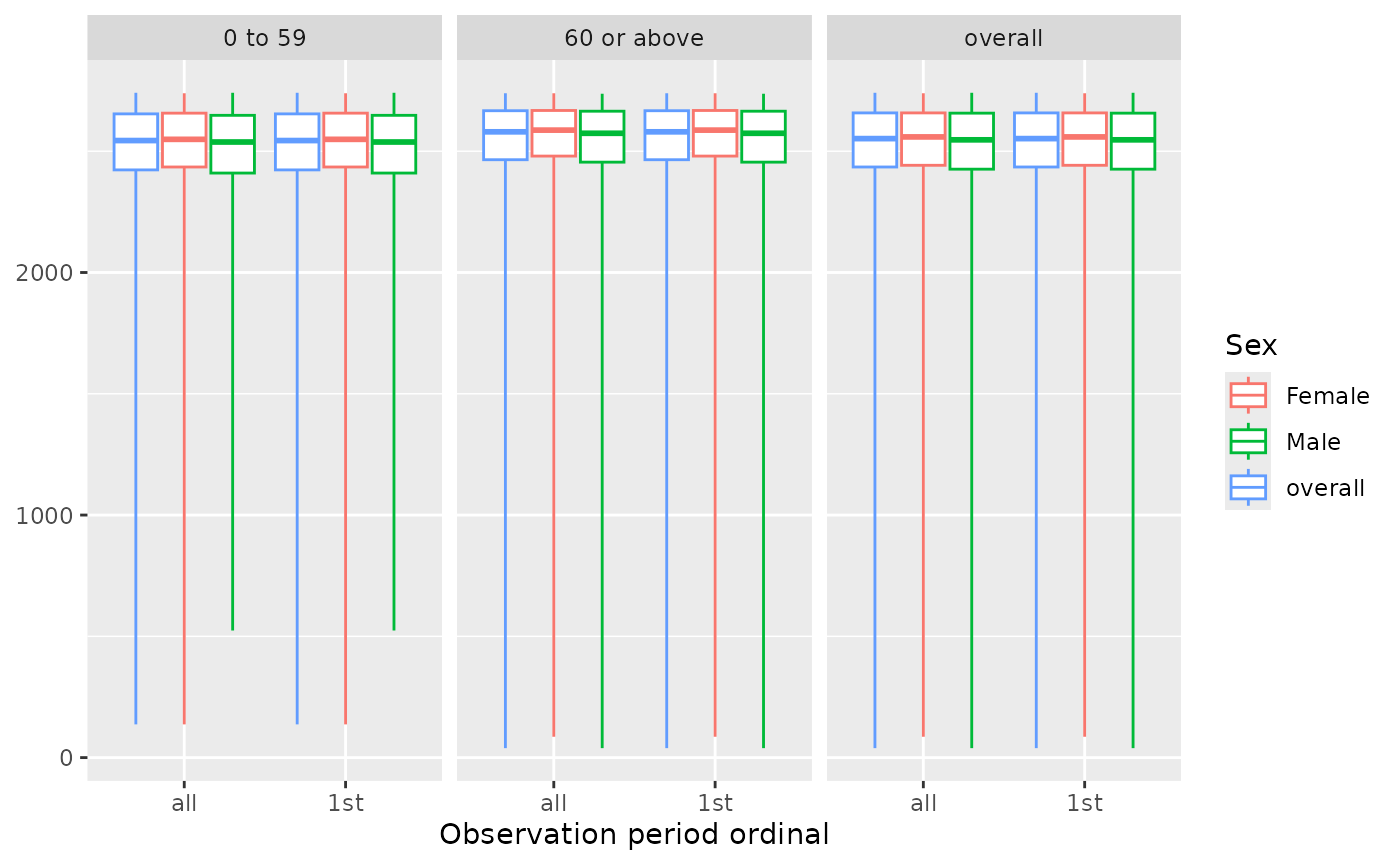 0 to 59
60 or above
overall
2000
1000
0
all
1st
all
1st
all
1st
Observation period ordinal
Sex
Female
Male
overall